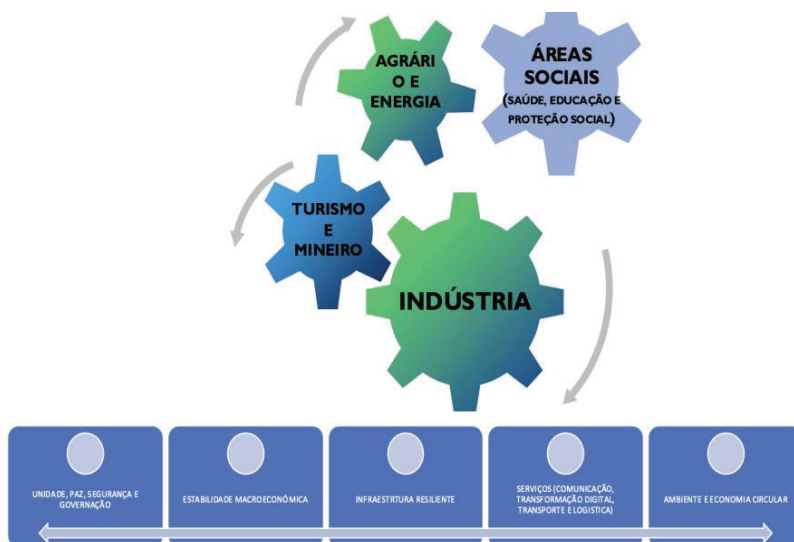 AGRÁRI
O E
ENERGIA
ÁREAS
SOCIAIS
(SAÚDE, EDUCAÇÃO E
PROTEÇÃO SOCIAL)
TURISMO
E
MINEIRO
INDÚSTRIA
UNIDADE, PAZ, SEGURANÇA E
GOVERNAÇÃO
ESTABILIDADE MACROECONÓMICA
INFRAESTRTURA RESILIENTE
SERVIÇOS (COMUNICAÇÃO,
TRANSFORMAÇÃO DIGITAL,
TRANSPORTE E LOGISTICA)
AMBIENTE E ECONOMIA CIRCULAR